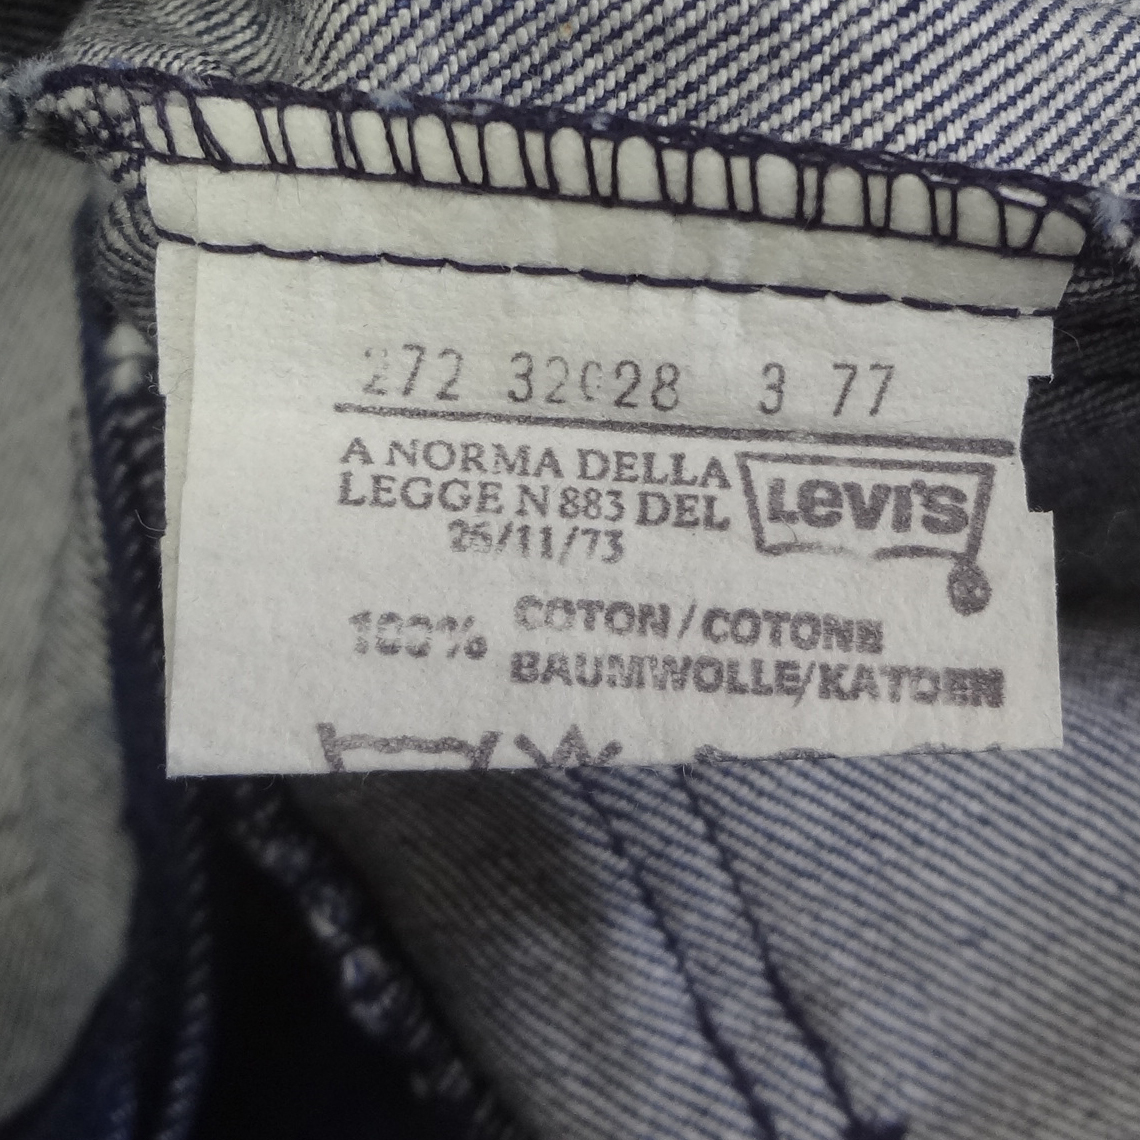 272 32028 3 77
A NORMA DELLA
LEGGE N 883 DEL
26/11/73
Levi's
®
100% COTON/COTONE
BAUMWOLLE/KATOEN